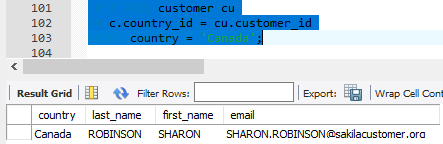 customer cu
102 c.country_id = cu.customer_id
103 country = 'Canada';
104
Result Grid Filter Rows: Export: Wrap Cell Cont
country last_name first_name email
Canada ROBINSON SHARON SHARON.ROBINSON@sakilacustomer.org